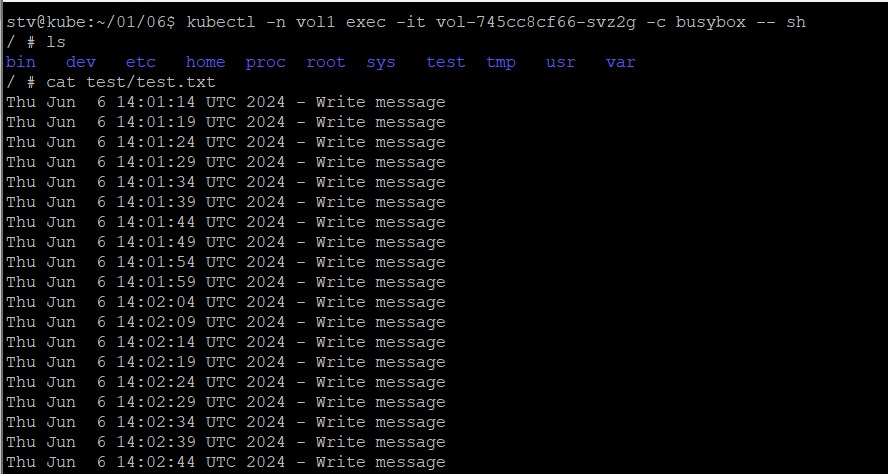 stv@kube:~/01/06$ kubectl -n vol1 exec -it vol-745cc8cf66-svz2g -c busybox -- sh
/ # ls
bin   dev   etc   home  proc  root  sys   test  tmp   usr   var
/ # cat test/test.txt
Thu Jun  6 14:01:14 UTC 2024 - Write message
Thu Jun  6 14:01:19 UTC 2024 - Write message
Thu Jun  6 14:01:24 UTC 2024 - Write message
Thu Jun  6 14:01:29 UTC 2024 - Write message
Thu Jun  6 14:01:34 UTC 2024 - Write message
Thu Jun  6 14:01:39 UTC 2024 - Write message
Thu Jun  6 14:01:44 UTC 2024 - Write message
Thu Jun  6 14:01:49 UTC 2024 - Write message
Thu Jun  6 14:01:54 UTC 2024 - Write message
Thu Jun  6 14:01:59 UTC 2024 - Write message
Thu Jun  6 14:02:04 UTC 2024 - Write message
Thu Jun  6 14:02:09 UTC 2024 - Write message
Thu Jun  6 14:02:14 UTC 2024 - Write message
Thu Jun  6 14:02:19 UTC 2024 - Write message
Thu Jun  6 14:02:24 UTC 2024 - Write message
Thu Jun  6 14:02:29 UTC 2024 - Write message
Thu Jun  6 14:02:34 UTC 2024 - Write message
Thu Jun  6 14:02:39 UTC 2024 - Write message
Thu Jun  6 14:02:44 UTC 2024 - Write message